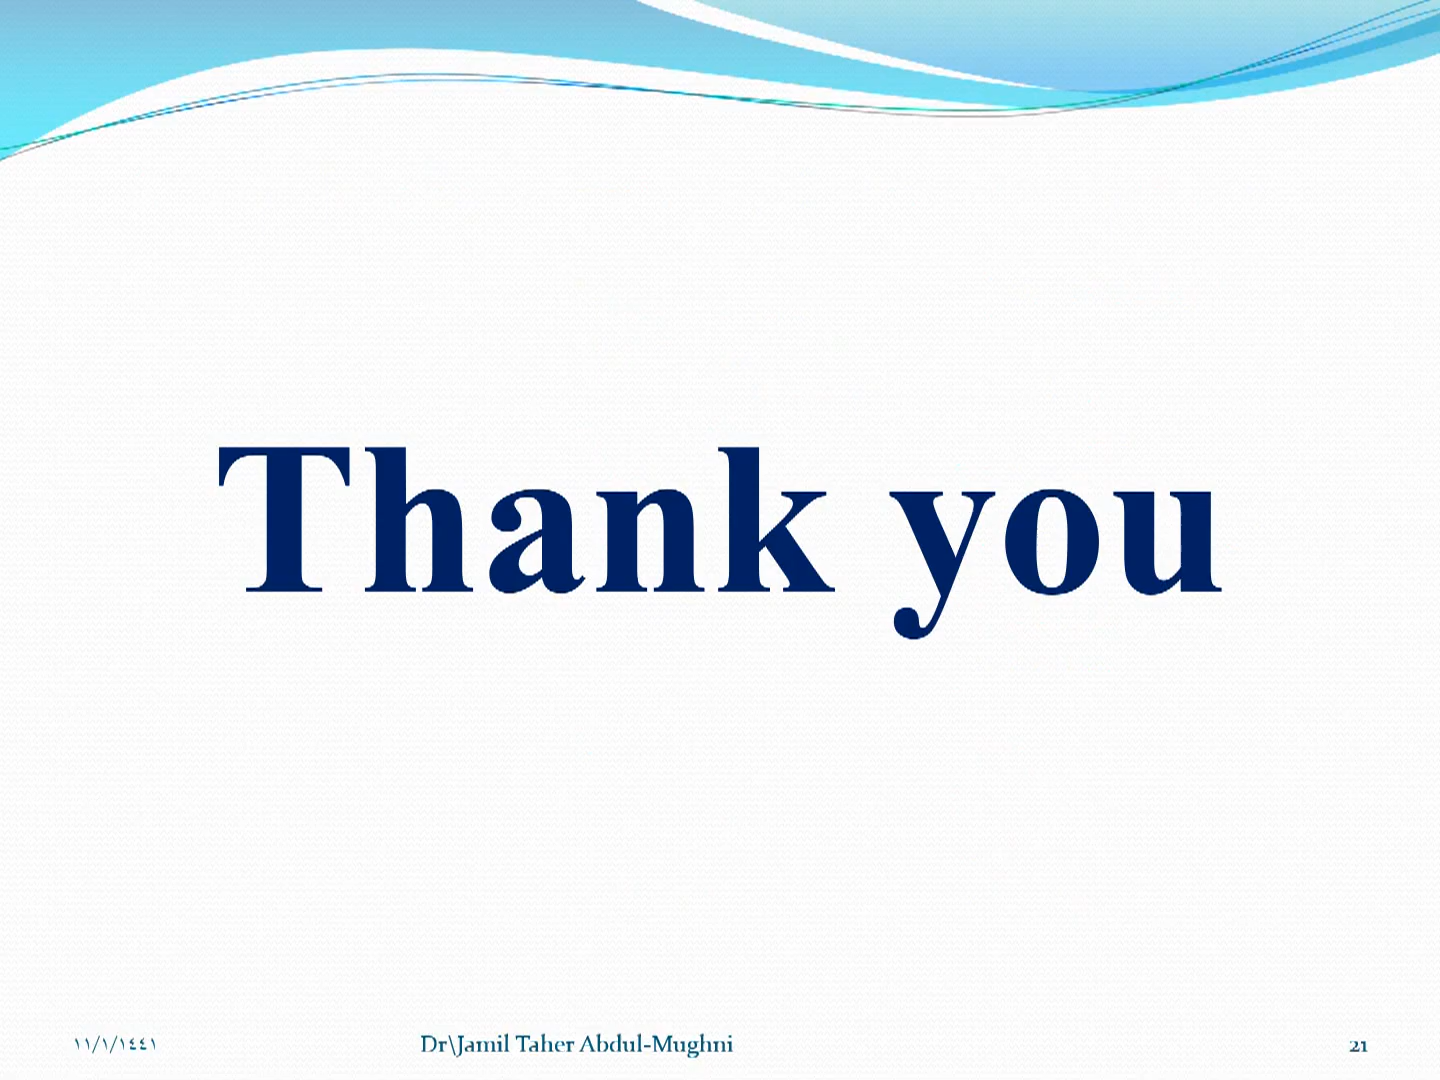 Thank you
١١/١/١٤٤١
Dr\Jamil Taher Abdul-Mughni
21